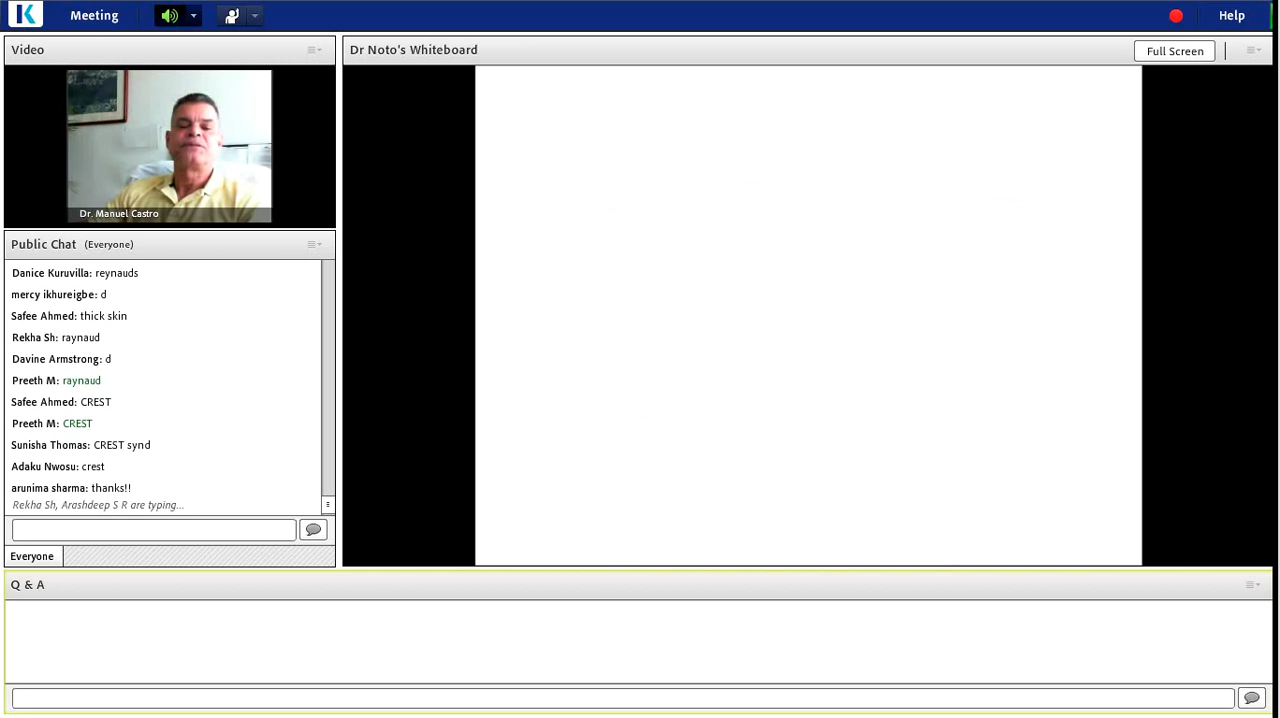 K
Meeting
Help
Video
Dr. Manuel Castro
Public Chat (Everyone)
Danice Kuruvilla: reynauds
mercy ikhureigbe: d
Safee Ahmed: thick skin
Rekha Sh: raynaud
Davine Armstrong: d
Preeth M: raynaud
Safee Ahmed: CREST
Preeth M: CREST
Sunisha Thomas: CREST synd
Adaku Nwosu: crest
arunima sharma: thanks!!
Rekha Sh, Arashdeep S R are typing...
Everyone
Dr Noto's Whiteboard
Full Screen
Q & A